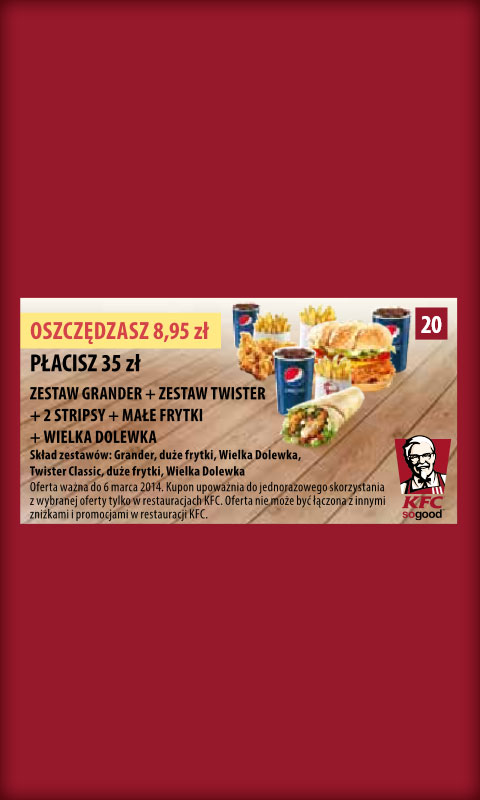 OSZCZĘDZASZ 8,95 zł
20
PŁACISZ 35 zł
ZESTAW GRANDER + ZESTAW TWISTER
+ 2 STRIPSY + MAŁE FRYTKI
+ WIELKA DOLEWKA
Skład zestawów: Grander, duże frytki, Wielka Dolewka,
Twister Classic, duże frytki, Wielka Dolewka
Oferta ważna do 6 marca 2014. Kupon upoważnia do jednorazowego skorzystania
z wybranej oferty tylko w restauracjach KFC. Oferta nie może być łączona z innymi
zniżkami i promocjami w restauracji KFC.
KFC
so good
pepsi